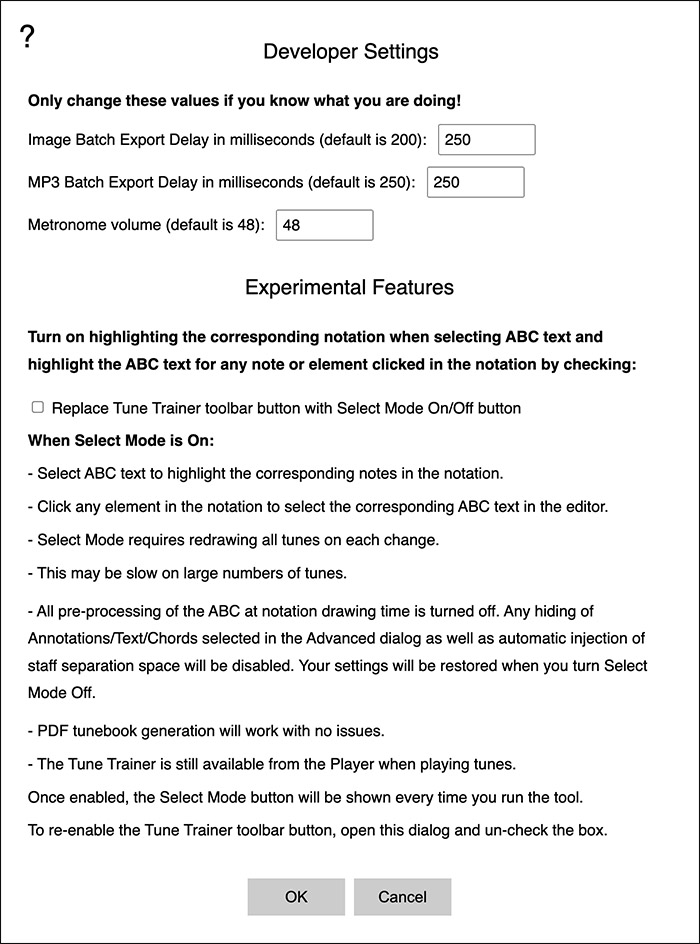 ?
Developer Settings
Only change these values if you know what you are doing!
Image Batch Export Delay in milliseconds (default is 200): 250
MP3 Batch Export Delay in milliseconds (default is 250): 250
Metronome volume (default is 48): 48
Experimental Features
Turn on highlighting the corresponding notation when selecting ABC text and
highlight the ABC text for any note or element clicked in the notation by checking:
Replace Tune Trainer toolbar button with Select Mode On/Off button
When Select Mode is On:
- Select ABC text to highlight the corresponding notes in the notation.
- Click any element in the notation to select the corresponding ABC text in the editor.
- Select Mode requires redrawing all tunes on each change.
- This may be slow on large numbers of tunes.
- All pre-processing of the ABC at notation drawing time is turned off. Any hiding of
Annotations/Text/Chords selected in the Advanced dialog as well as automatic injection of
staff separation space will be disabled. Your settings will be restored when you turn Select
Mode Off.
- PDF tunebook generation will work with no issues.
- The Tune Trainer is still available from the Player when playing tunes.
Once enabled, the Select Mode button will be shown every time you run the tool.
To re-enable the Tune Trainer toolbar button, open this dialog and un-check the box.
OK Cancel